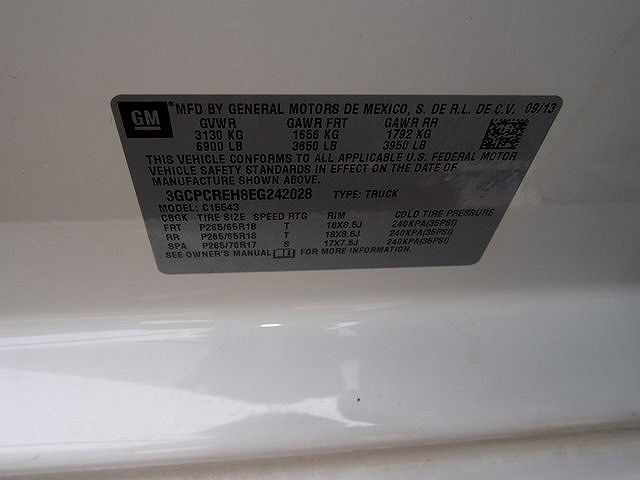 GM MFD BY GENERAL MOTORS DE MEXICO, S. DE R.L. DE C.V. 09/13
GVWR GAWR FRT GAWR RR
3130 KG 1656 KG 1792 KG
6900 LB 3650 LB 3950 LB
THIS VEHICLE CONFORMS TO ALL APPLICABLE U.S. FEDERAL MOTOR
VEHICLE SAFETY STANDARDS IN EFFECT ON THE DATE OF
MANUFACTURE SHOWN ABOVE.
3GCPCREH8EG242028 TYPE: TRUCK
MODEL: C15543
CBGK TIRE SIZE SPEED RTG RIM COLD TIRE PRESSURE
FRT P265/65R18 T 18X8.5J 240KPA(35PSI)
RR P265/65R18 T 18X8.5J 240KPA(35PSI)
SPA P265/70R17 S 17X7.5J 240KPA(35PSI)
SEE OWNER'S MANUAL FOR MORE INFORMATION.